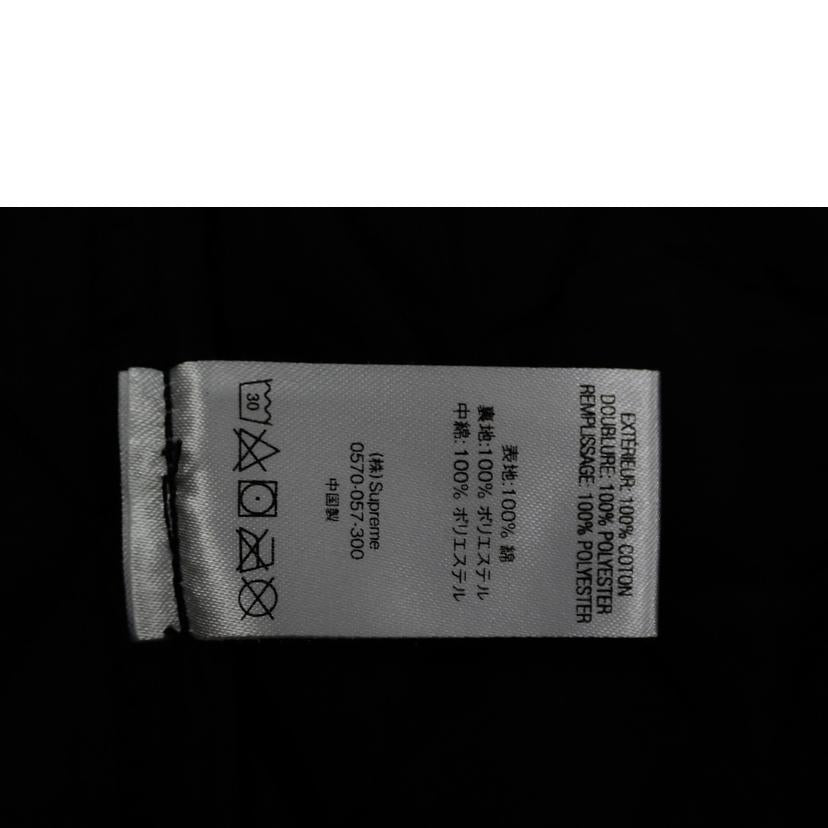 EXTÉRIEUR: 100% COTON
DOUBLURE: 100% POLYESTER
REMPLISSAGE: 100% POLYESTER
表地:100% 綿
裏地:100% ポリエステル
中綿: 100% ポリエステル
(株)Supreme
0570-057-300
中国製
30